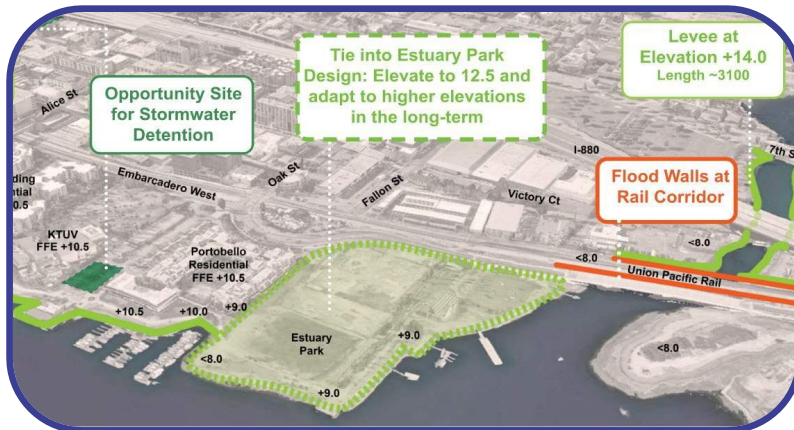 Levee at
Elevation +14.0
Length ~3100
Tie into Estuary Park
Design: Elevate to 12.5 and
adapt to higher elevations
in the long-term
Opportunity Site
for Stormwater
Detention
Alice St
I-880
7th S
Flood Walls at
Rail Corridor
Embarcadero West
Oak St
Fallon St
Victory Ct
ding
ntial
0.5
KTUV
FFE +10.5
Portobello
Residential
FFE +10.5
<8.0
<8.0
Union Pacific Rail
+10.5
+10.0
+9.0
Estuary
Park
+9.0
<8.0
<8.0
+9.0